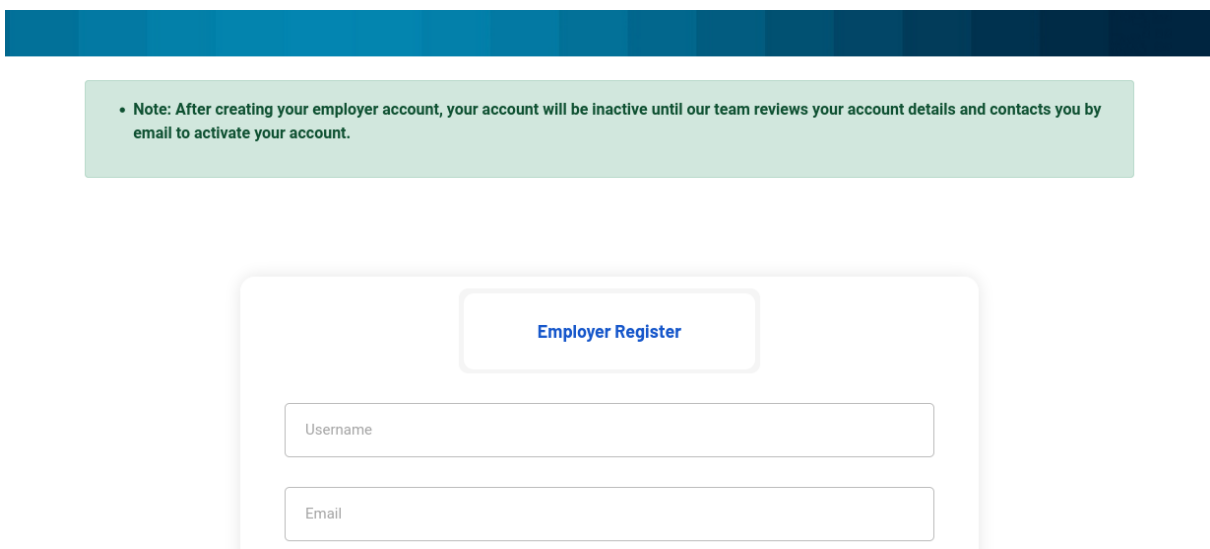 • Note: After creating your employer account, your account will be inactive until our team reviews your account details and contacts you by
email to activate your account.
Employer Register
Username
Email